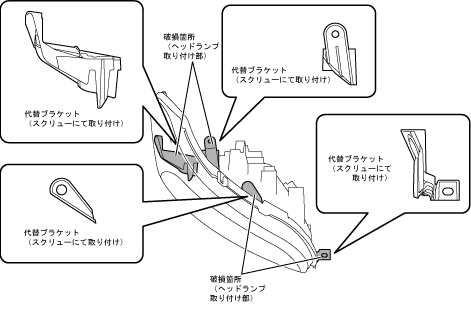 破損箇所
（ヘッドランプ
取り付け部）
代替ブラケット
（スクリューにて取り付け）
代替ブラケット
（スクリューにて取り付け）
代替ブラケット
（スクリューにて
取り付け）
代替ブラケット
（スクリューにて取り付け）
破損箇所
（ヘッドランプ
取り付け部）